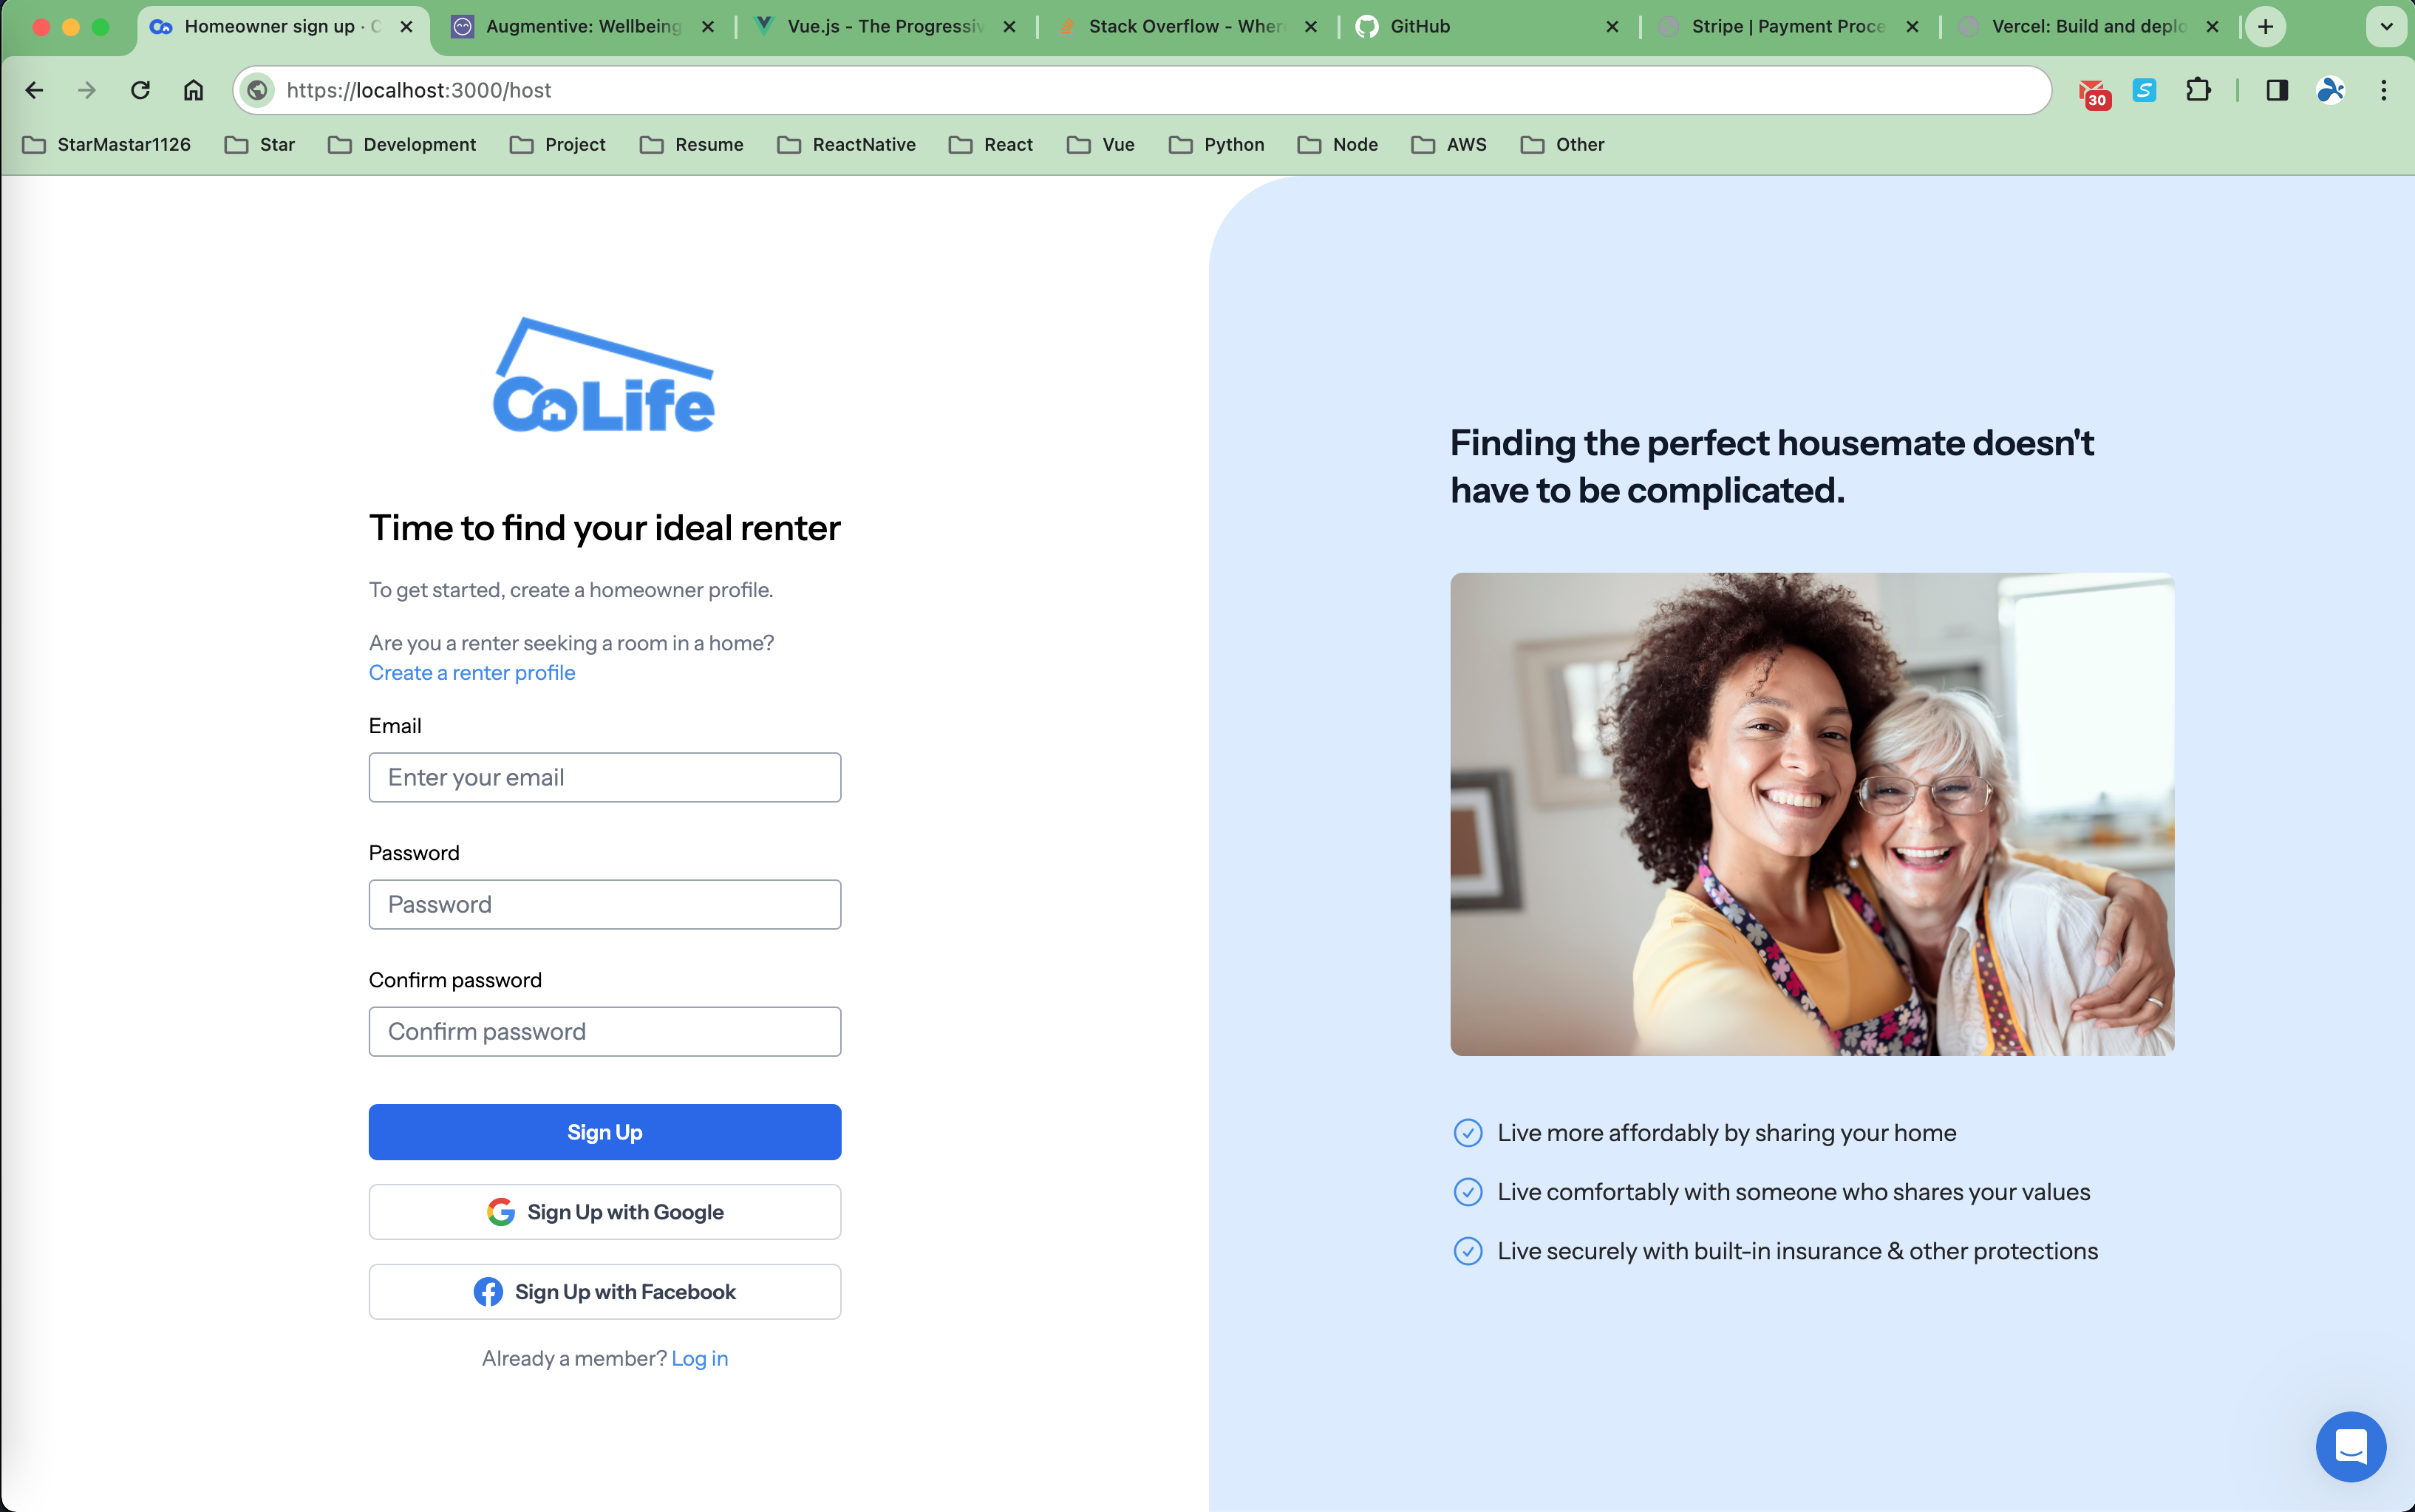 Homeowner sign up · C
Augmentive: Wellbeing
Vue.js - The Progressiv
Stack Overflow - Wher
GitHub
Stripe | Payment Proce
Vercel: Build and deplo
https://localhost:3000/host
30
S
StarMastar1126
Star
Development
Project
Resume
ReactNative
React
Vue
Python
Node
AWS
Other
CoLife
Time to find your ideal renter
To get started, create a homeowner profile.
Are you a renter seeking a room in a home?
Create a renter profile
Email
Enter your email
Password
Password
Confirm password
Confirm password
Sign Up
Sign Up with Google
Sign Up with Facebook
Already a member? Log in
Finding the perfect housemate doesn't
have to be complicated.
Live more affordably by sharing your home
Live comfortably with someone who shares your values
Live securely with built-in insurance & other protections